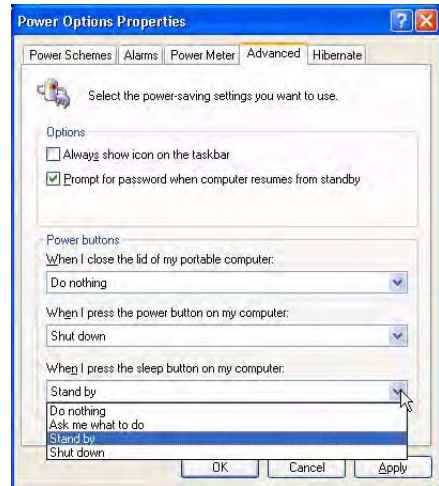 Power Options Properties
Power Schemes Alarms Power Meter Advanced Hibernate
Select the power-saving settings you want to use.
Options
Always show icon on the taskbar
Prompt for password when computer resumes from standby
Power buttons
When I close the lid of my portable computer:
Do nothing
When I press the power button on my computer:
Shut down
When I press the sleep button on my computer:
Stand by
Do nothing
Ask me what to do
Stand by
Shut down
OK Cancel Apply